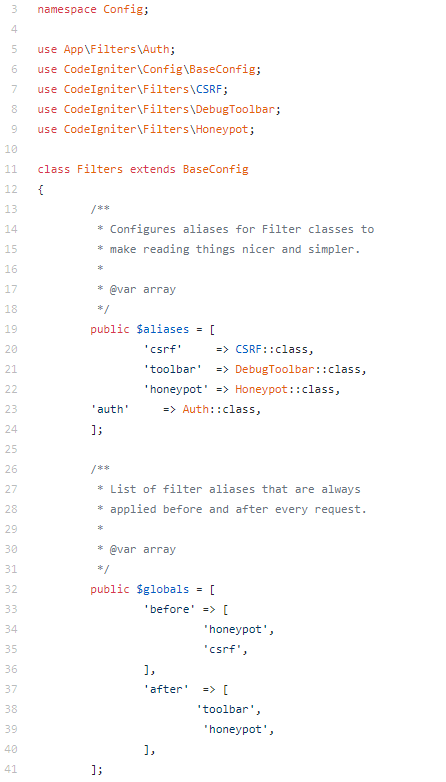 3 namespace Config;
4
5 use App\Filters\Auth;
6 use CodeIgniter\Config\BaseConfig;
7 use CodeIgniter\Filters\CSRF;
8 use CodeIgniter\Filters\DebugToolbar;
9 use CodeIgniter\Filters\Honeypot;
10
11 class Filters extends BaseConfig
12 {
13         /**
14          * Configures aliases for Filter classes to
15          * make reading things nicer and simpler.
16          *
17          * @var array
18          */
19         public $aliases = [
20                 'csrf'     => CSRF::class,
21                 'toolbar'  => DebugToolbar::class,
22                 'honeypot' => Honeypot::class,
23         'auth'     => Auth::class,
24         ];
25
26         /**
27          * List of filter aliases that are always
28          * applied before and after every request.
29          *
30          * @var array
31          */
32         public $globals = [
33                 'before' => [
34                          'honeypot',
35                          'csrf',
36                 ],
37                 'after'  => [
38                         'toolbar',
39                          'honeypot',
40                 ],
41         ];